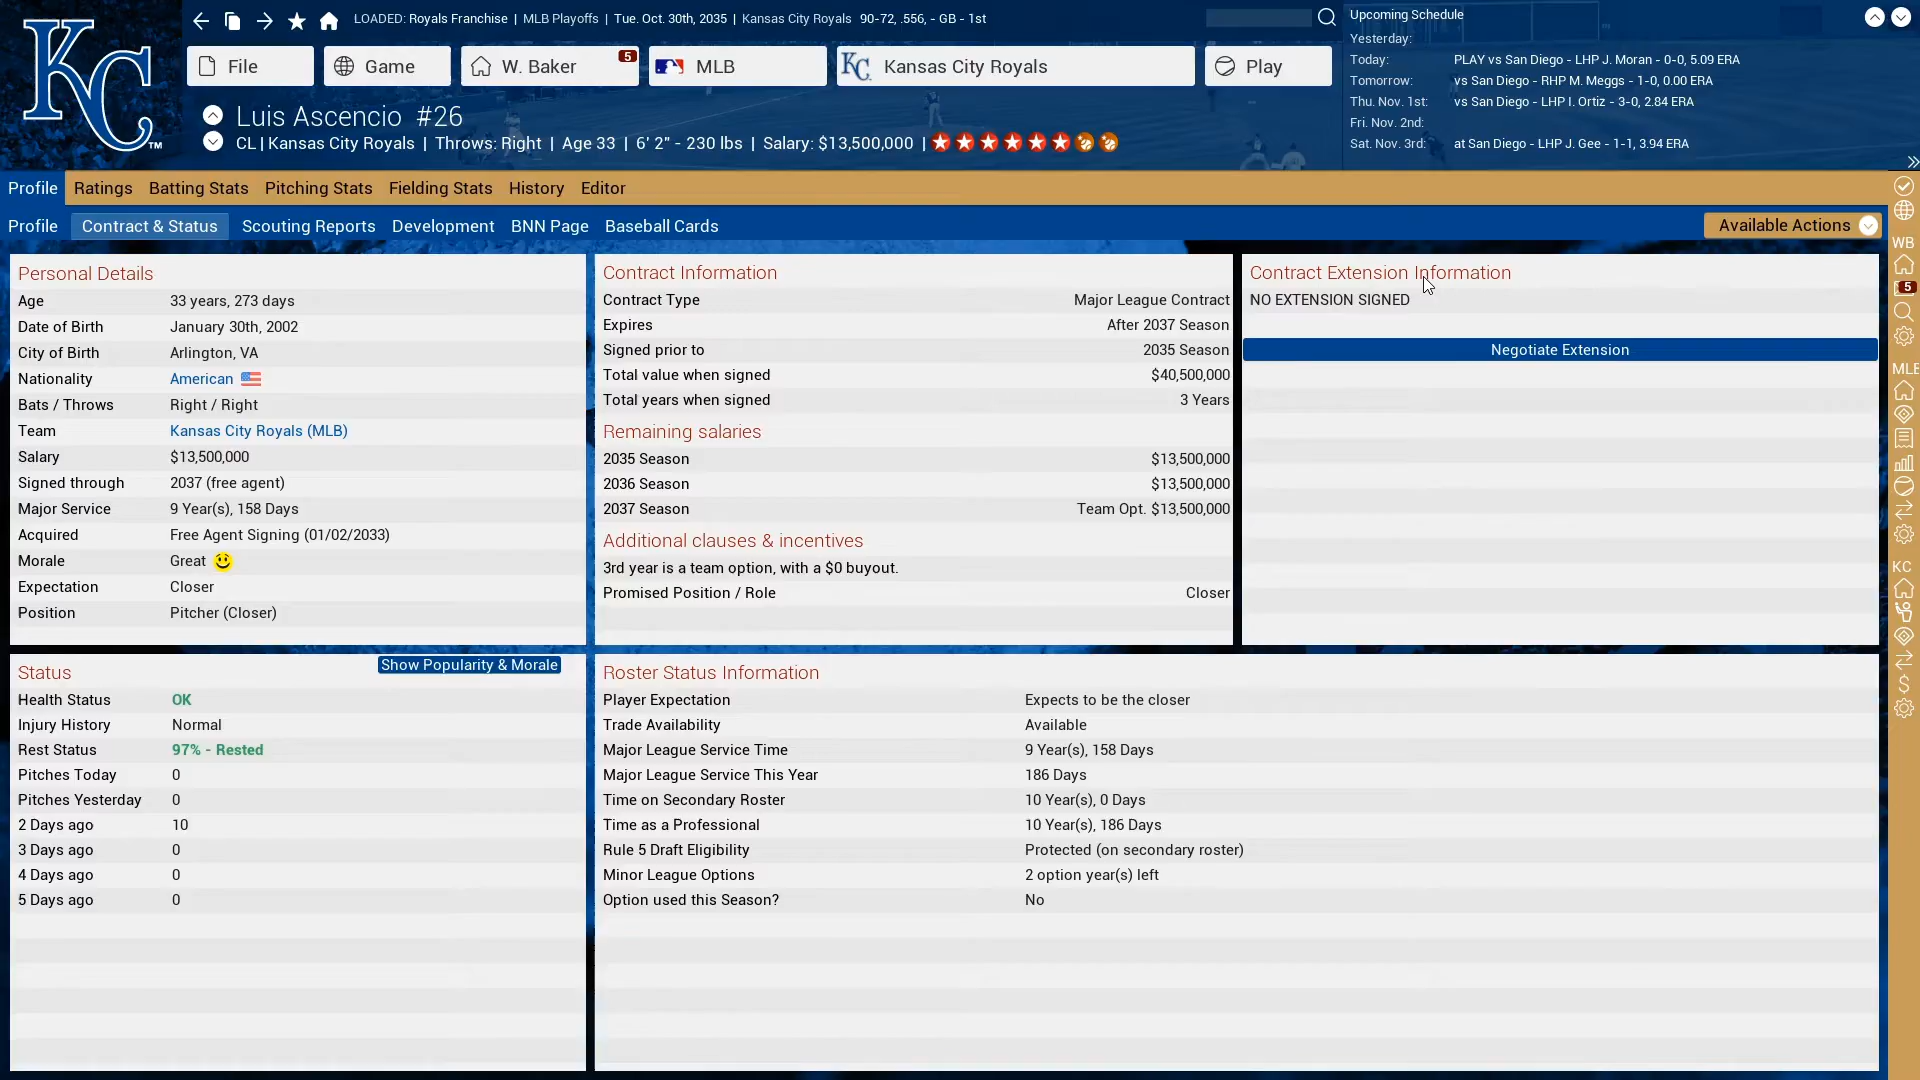 LOADED: Royals Franchise | MLB Playoffs | Tue. Oct. 30th, 2035 | Kansas City Royals 90-72, .556, - GB - 1st
File
Game
W. Baker
5
MLB
Kansas City Royals
Play
KC
TM
Luis Ascencio #26
CL | Kansas City Royals | Throws: Right | Age 33 | 6' 2" - 230 lbs | Salary: $13,500,000 |
Upcoming Schedule
Yesterday:
Today: PLAY vs San Diego - LHP J. Moran - 0-0, 5.09 ERA
Tomorrow: vs San Diego - RHP M. Meggs - 1-0, 0.00 ERA
Thu. Nov. 1st: vs San Diego - LHP I. Ortiz - 3-0, 2.84 ERA
Fri. Nov. 2nd:
Sat. Nov. 3rd: at San Diego - LHP J. Gee - 1-1, 3.94 ERA
Profile Ratings Batting Stats Pitching Stats Fielding Stats History Editor
Profile Contract & Status Scouting Reports Development BNN Page Baseball Cards
Available Actions
Personal Details
Age 33 years, 273 days
Date of Birth January 30th, 2002
City of Birth Arlington, VA
Nationality American
Bats / Throws Right / Right
Team Kansas City Royals (MLB)
Salary $13,500,000
Signed through 2037 (free agent)
Major Service 9 Year(s), 158 Days
Acquired Free Agent Signing (01/02/2033)
Morale Great
Expectation Closer
Position Pitcher (Closer)
Contract Information
Contract Type Major League Contract
Expires After 2037 Season
Signed prior to 2035 Season
Total value when signed $40,500,000
Total years when signed 3 Years
Remaining salaries
2035 Season $13,500,000
2036 Season $13,500,000
2037 Season Team Opt. $13,500,000
Additional clauses & incentives
3rd year is a team option, with a $0 buyout.
Promised Position / Role Closer
Contract Extension Information
NO EXTENSION SIGNED
Negotiate Extension
Status
Show Popularity & Morale
Health Status OK
Injury History Normal
Rest Status 97% - Rested
Pitches Today 0
Pitches Yesterday 0
2 Days ago 10
3 Days ago 0
4 Days ago 0
5 Days ago 0
Roster Status Information
Player Expectation Expects to be the closer
Trade Availability Available
Major League Service Time 9 Year(s), 158 Days
Major League Service This Year 186 Days
Time on Secondary Roster 10 Year(s), 0 Days
Time as a Professional 10 Year(s), 186 Days
Rule 5 Draft Eligibility Protected (on secondary roster)
Minor League Options 2 option year(s) left
Option used this Season? No
WB
5
MLB
KC
$